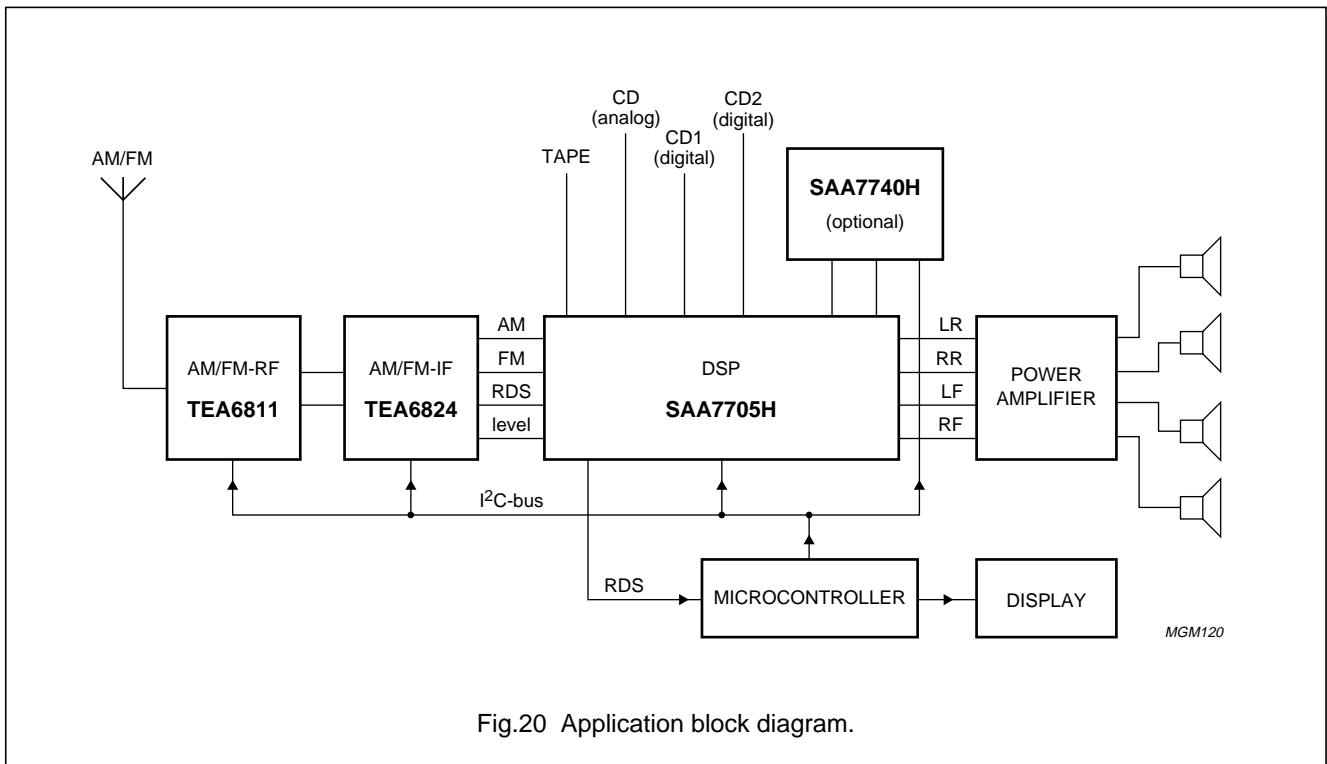 AM/FM
TAPE
CD
(analog)
CD1
(digital)
CD2
(digital)
SAA7740H
(optional)
AM/FM-RF
TEA6811
AM/FM-IF
TEA6824
AM
FM
RDS
level
DSP
SAA7705H
LR
RR
LF
RF
POWER
AMPLIFIER
I²C-bus
RDS
MICROCONTROLLER
DISPLAY
MGM120
Fig.20 Application block diagram.